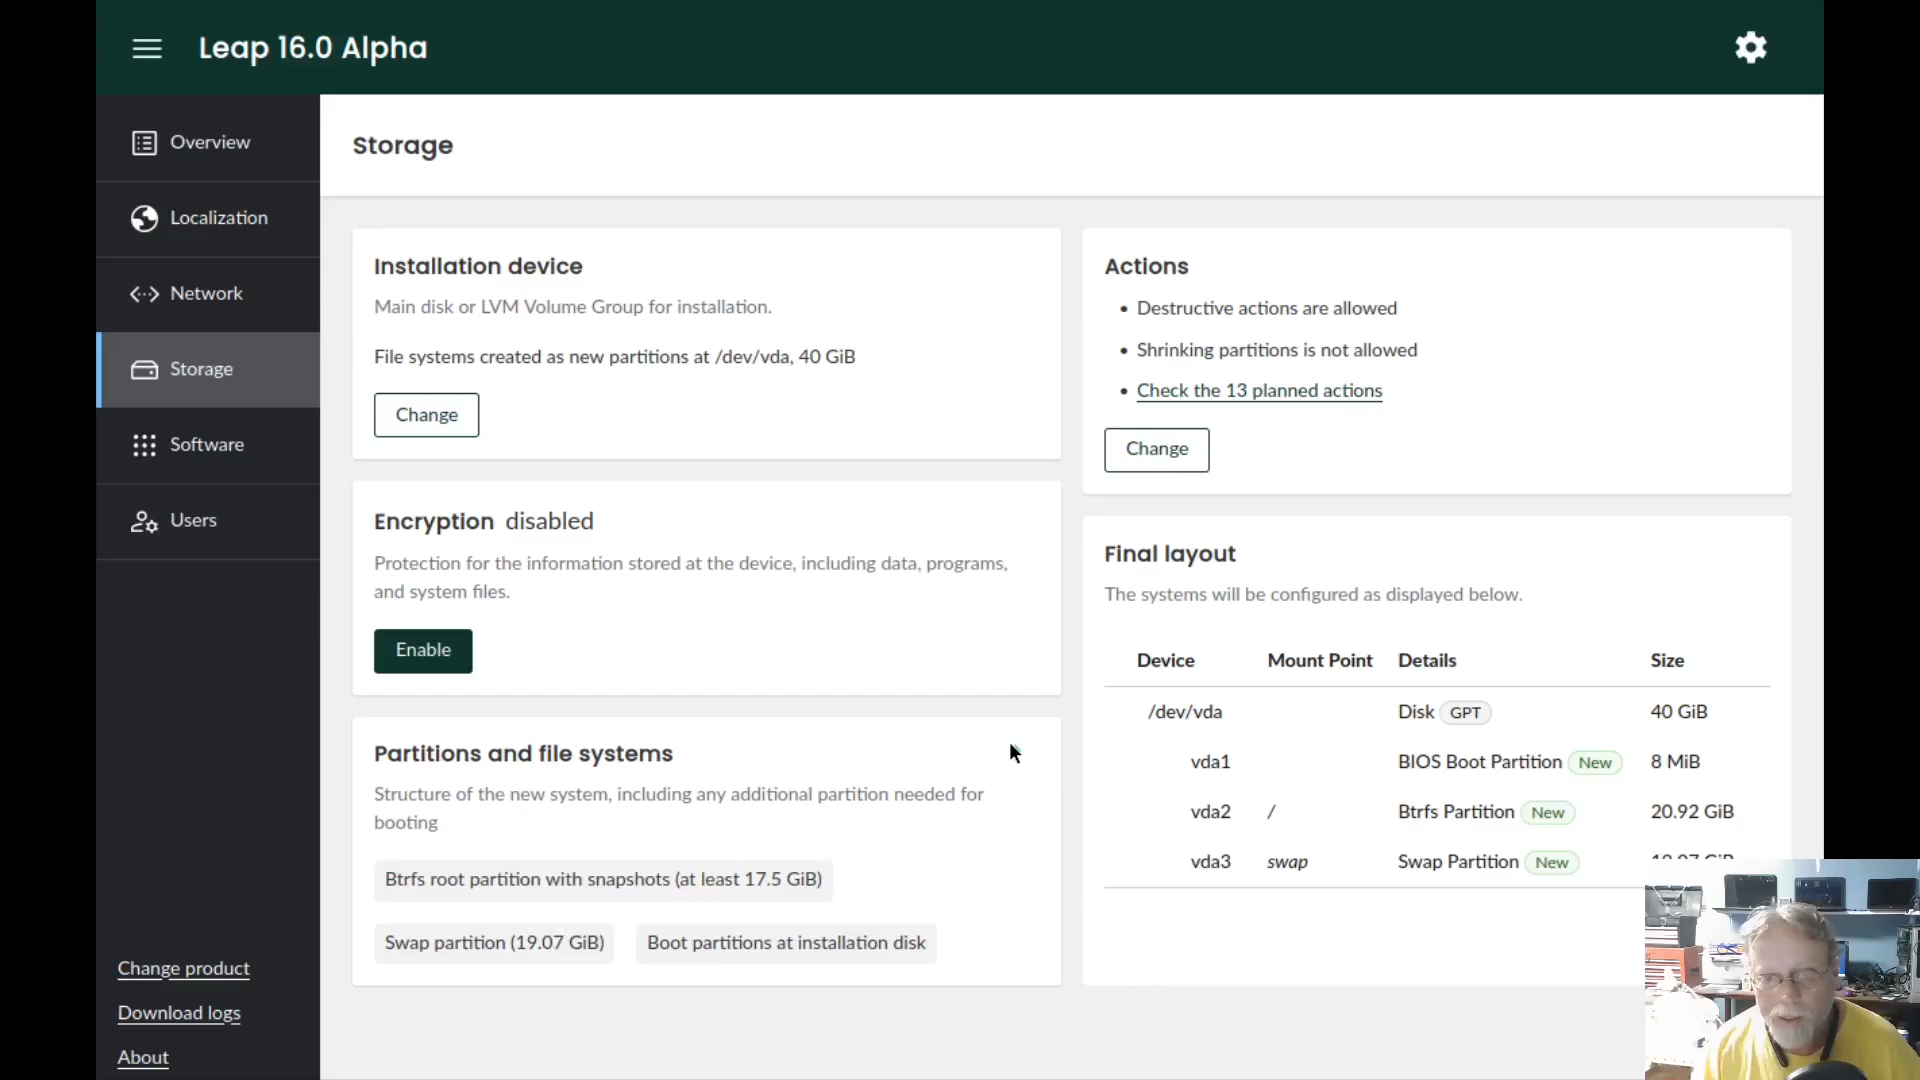 Leap 16.0 Alpha
Overview
Localization
Network
Storage
Software
Users
Change product
Download logs
About
Storage
Installation device
Main disk or LVM Volume Group for installation.
File systems created as new partitions at /dev/vda, 40 GiB
Change
Encryption disabled
Protection for the information stored at the device, including data, programs,
and system files.
Enable
Partitions and file systems
Structure of the new system, including any additional partition needed for
booting
Btrfs root partition with snapshots (at least 17.5 GiB)
Swap partition (19.07 GiB)
Boot partitions at installation disk
Actions
• Destructive actions are allowed
• Shrinking partitions is not allowed
• Check the 13 planned actions
Change
Final layout
The systems will be configured as displayed below.
Device Mount Point Details Size
/dev/vda Disk GPT 40 GiB
vda1 BIOS Boot Partition New 8 MiB
vda2 / Btrfs Partition New 20.92 GiB
vda3 swap Swap Partition New